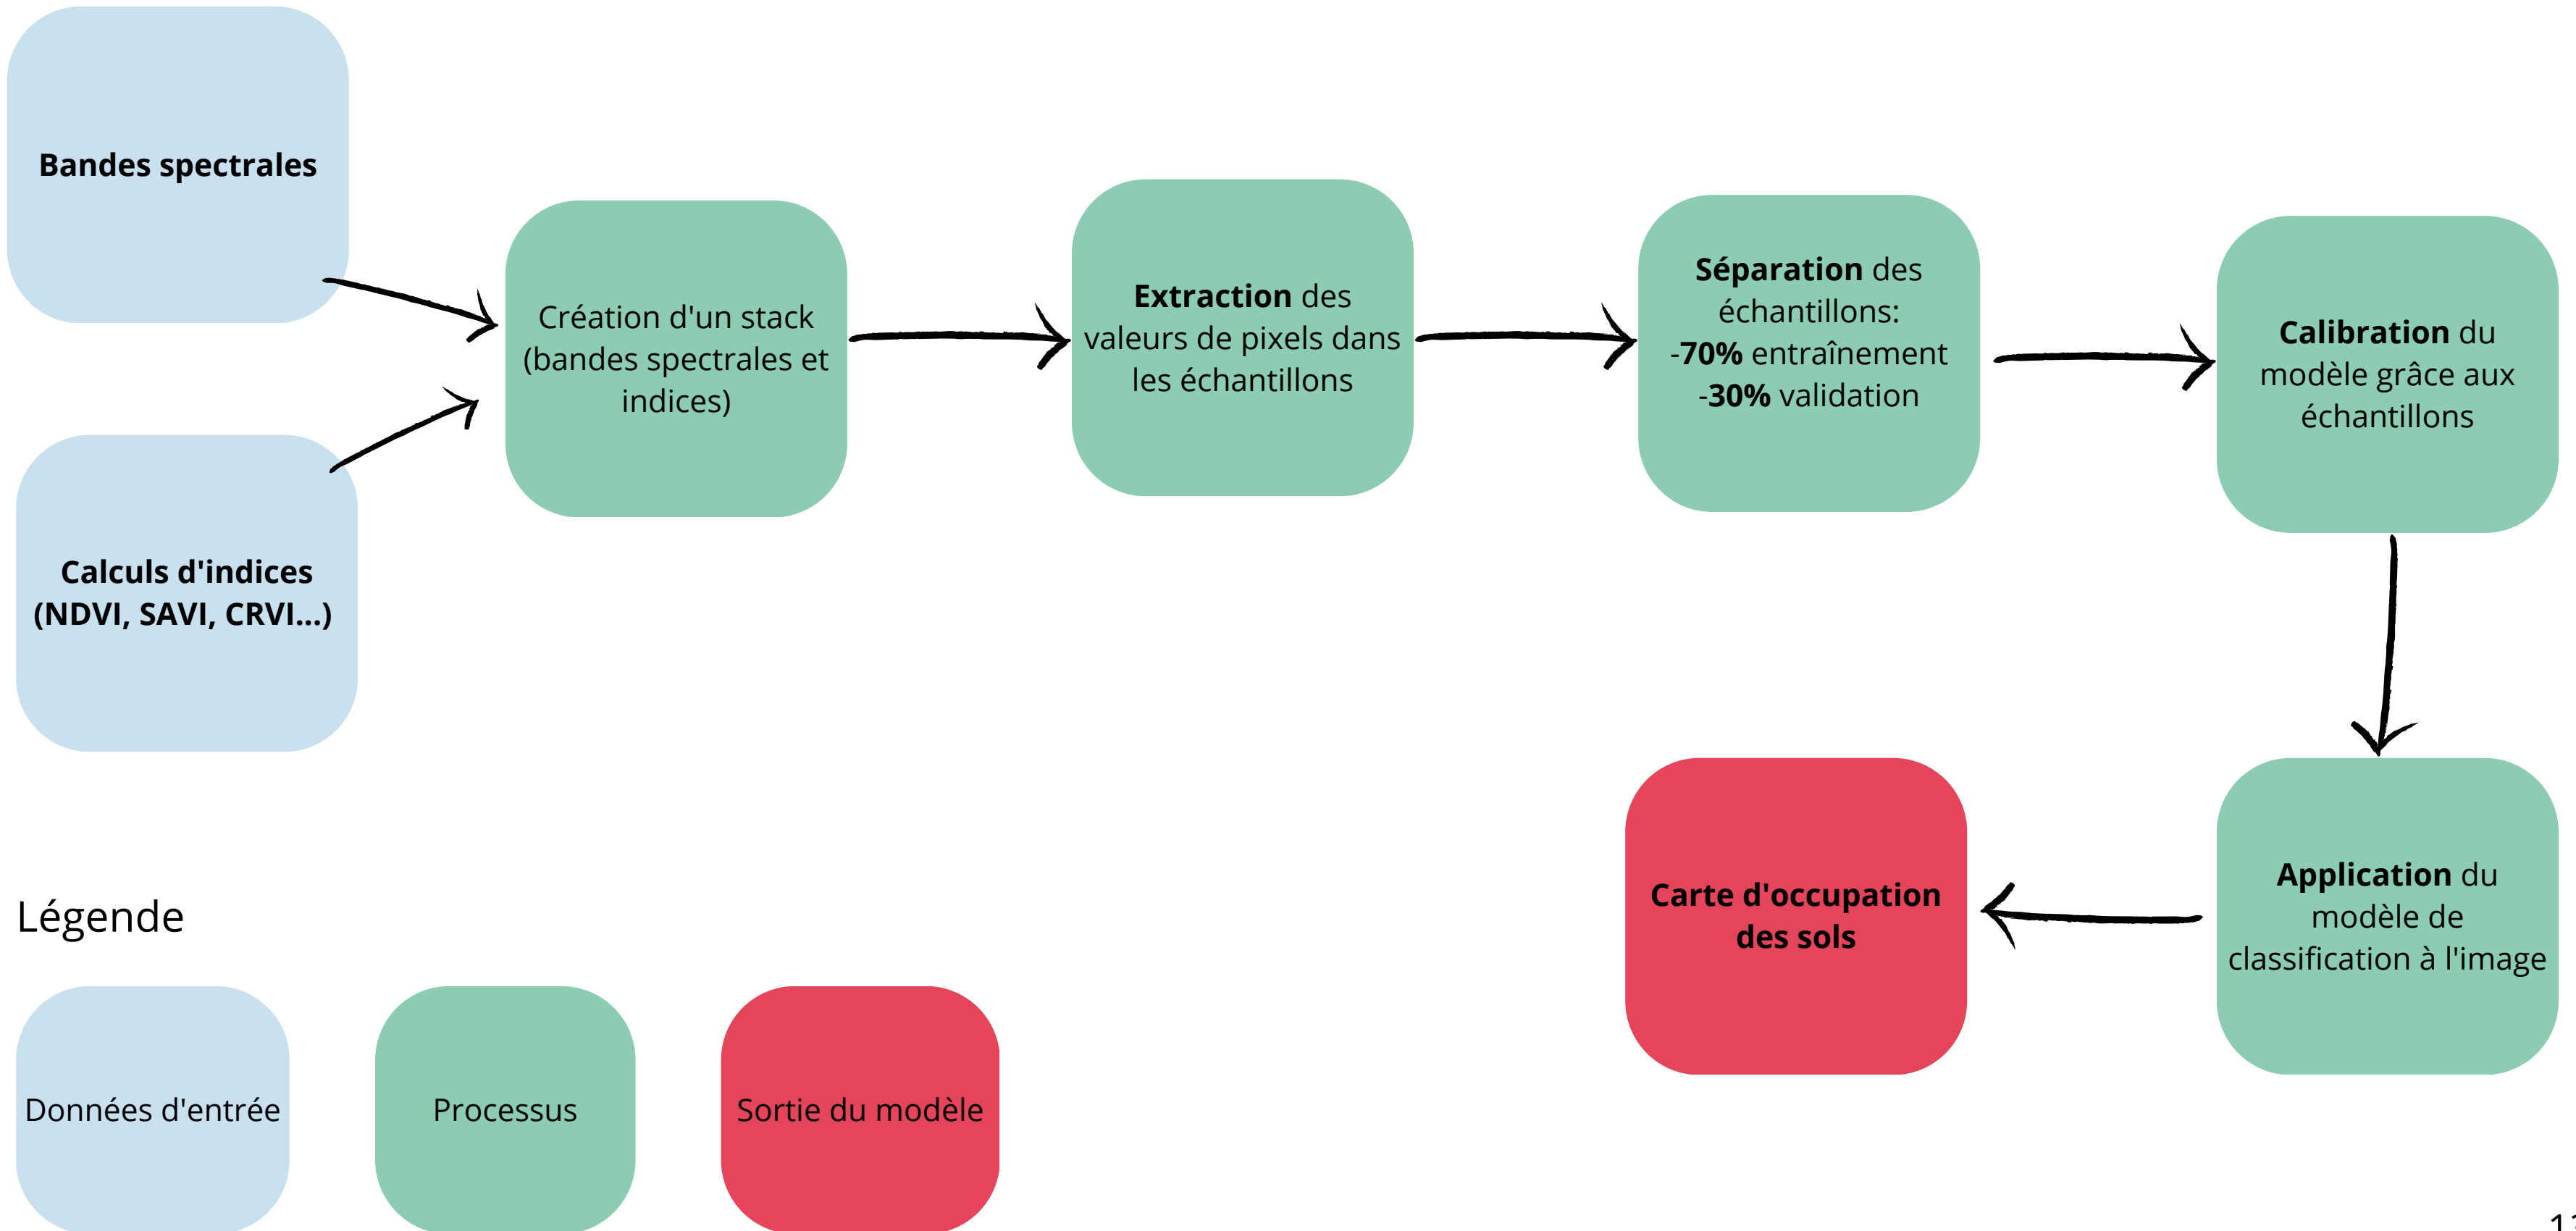 Bandes spectrales
Calculs d'indices
(NDVI, SAVI, CRVI...)
Création d'un stack
(bandes spectrales et
indices)
Extraction des
valeurs de pixels dans
les échantillons
Séparation des
échantillons:
-70% entraînement
-30% validation
Calibration du
modèle grâce aux
échantillons
Application du
modèle de
classification à l'image
Carte d'occupation
des sols
Légende
Données d'entrée
Processus
Sortie du modèle